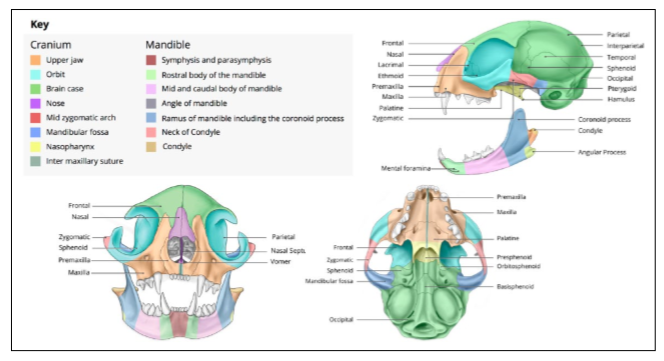 Key
Cranium
Upper jaw
Orbit
Brain case
Nose
Mid zygomatic arch
Mandibular fossa
Nasopharynx
Inter maxillary suture
Mandible
Symphysis and parasymphysis
Rostral body of the mandible
Mid and caudal body of mandible
Angle of mandible
Ramus of mandible including the coronoid process
Neck of Condyle
Condyle
Frontal
Nasal
Lacrimal
Ethmoid
Premaxilla
Maxilla
Palatine
Zygomatic
Mental foramina
Parietal
Interparietal
Temporal
Sphenoid
Occipital
Pterygoid
Hamulus
Coronoid process
Condyle
Angular Process
Frontal
Nasal
Zygomatic
Sphenoid
Premaxilla
Maxilla
Parietal
Nasal Septs
Vomer
Frontal
Zygomatic
Sphenoid
Mandibular fossa
Occipital
Premaxilla
Maxilla
Palatine
Presphenoid
Orbitosphenoid
Basisphenoid